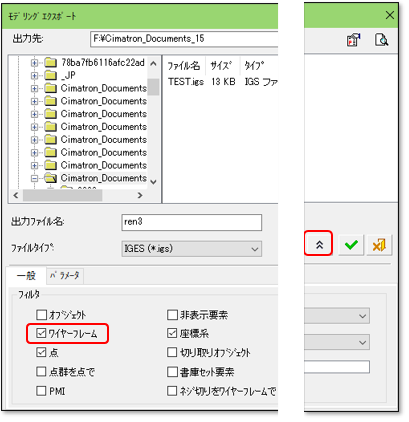 モデリングエクスポート
出力先:
F:¥Cimatron_Documents_15
78ba7fb6116afc22ad
_JP
Cimatron_Documents
Cimatron_Documents
Cimatron_Documents
Cimatron_Documents
Cimatron_Documents
Cimatron_Documents
Cimatron_Documents
ファイル名 サイズ タイプ
TEST.igs 13 KB IGS ファ
出力ファイル名:
ren3
ファイルタイプ:
IGES (*.igs)
一般
パラメータ
フィルタ
オブジェクト
ワイヤーフレーム
点
点群を点で
PMI
非表示要素
座標系
切り取りオブジェクト
書庫セット要素
ネジ切りをワイヤーフレームで